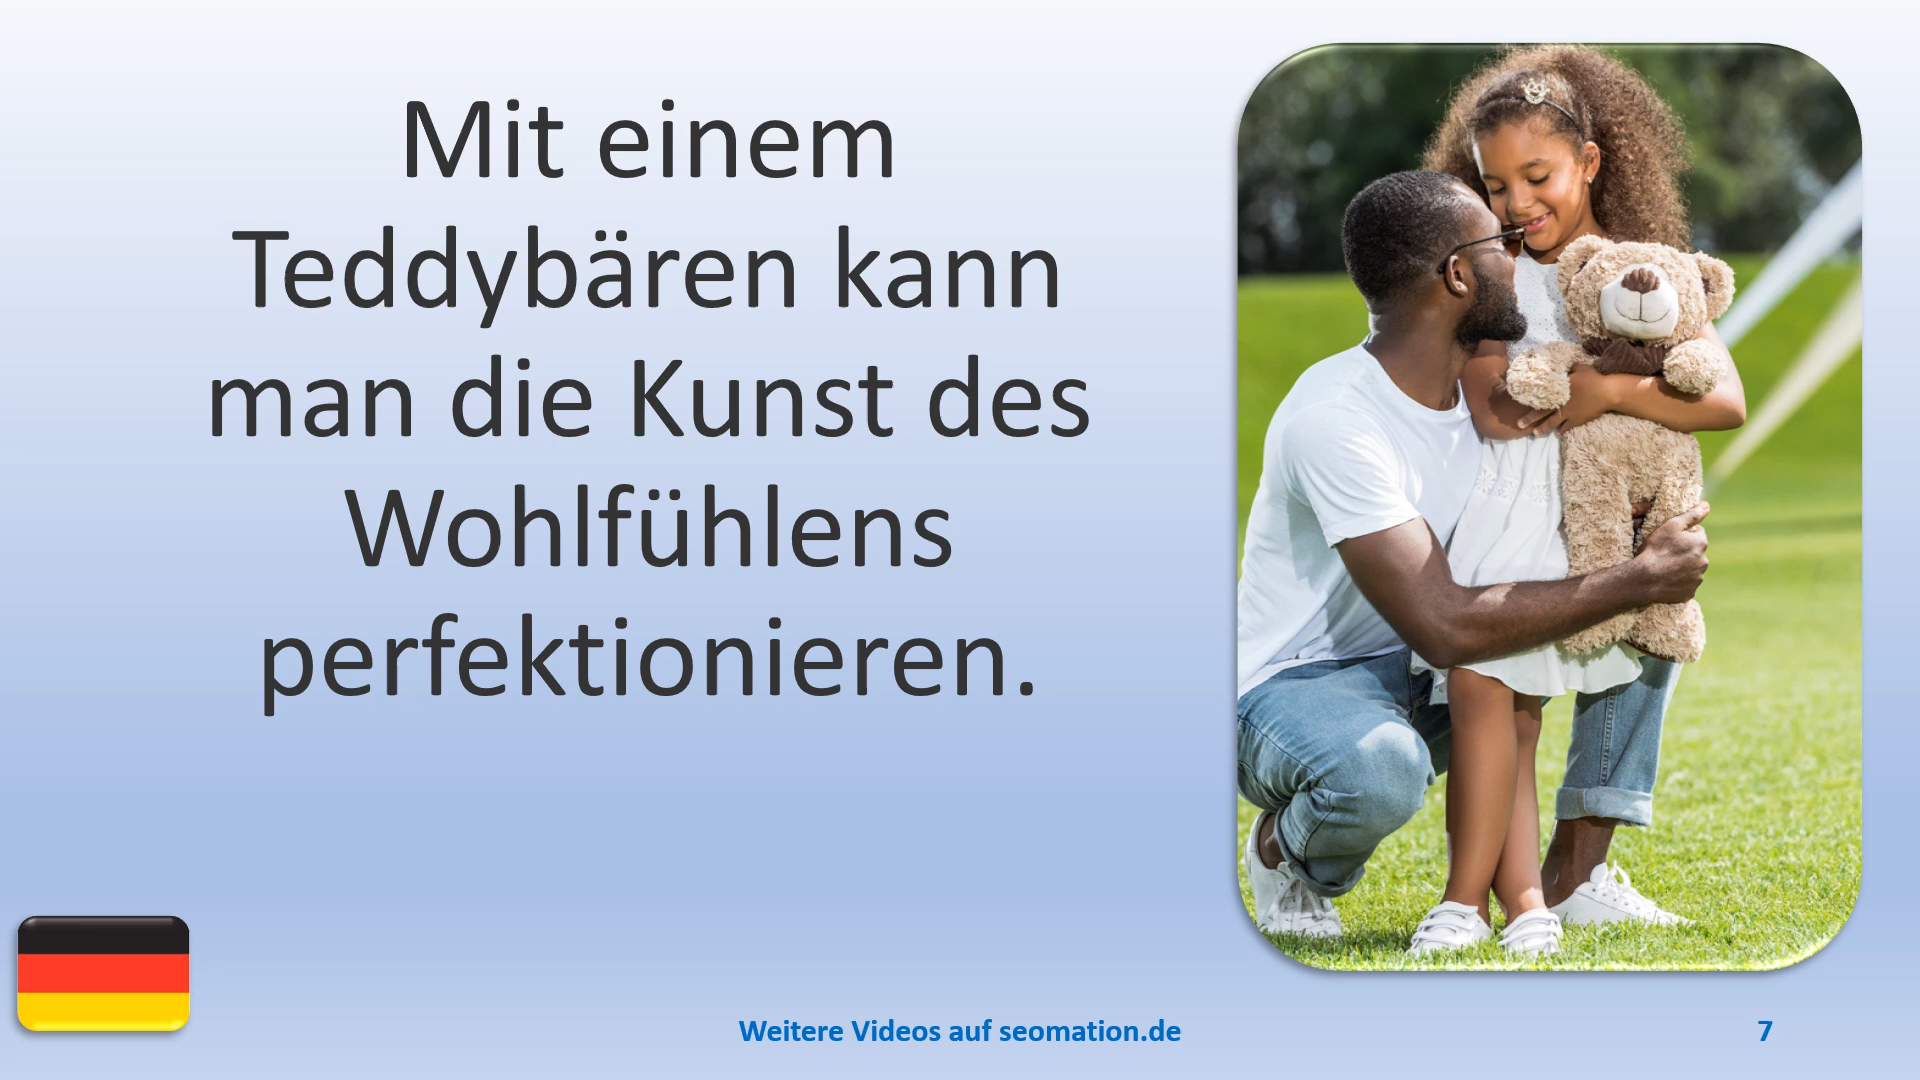 Mit einem
Teddybären kann
man die Kunst des
Wohlfühlens
perfektionieren.
Weitere Videos auf seomation.de
7